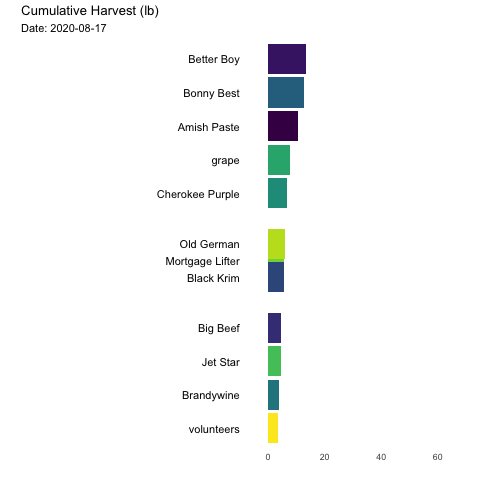 Cumulative Harvest (lb)
Date: 2020-08-17
Better Boy
Bonny Best
Amish Paste
grape
Cherokee Purple
Old German
Mortgage Lifter
Black Krim
Big Beef
Jet Star
Brandywine
volunteers
0 20 40 60